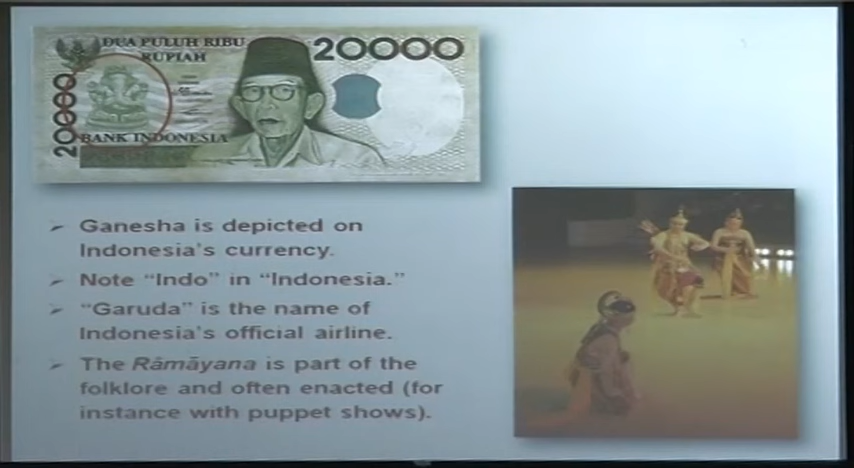 DUA PULUH RIBU
RUPIAH
20000
20000
BANK INDONESIA
Ganesha is depicted on
Indonesia's currency.
Note “Indo” in “Indonesia.”
“Garuda” is the name of
Indonesia's official airline.
The Rāmāyana is part of the
folklore and often enacted (for
instance with puppet shows).